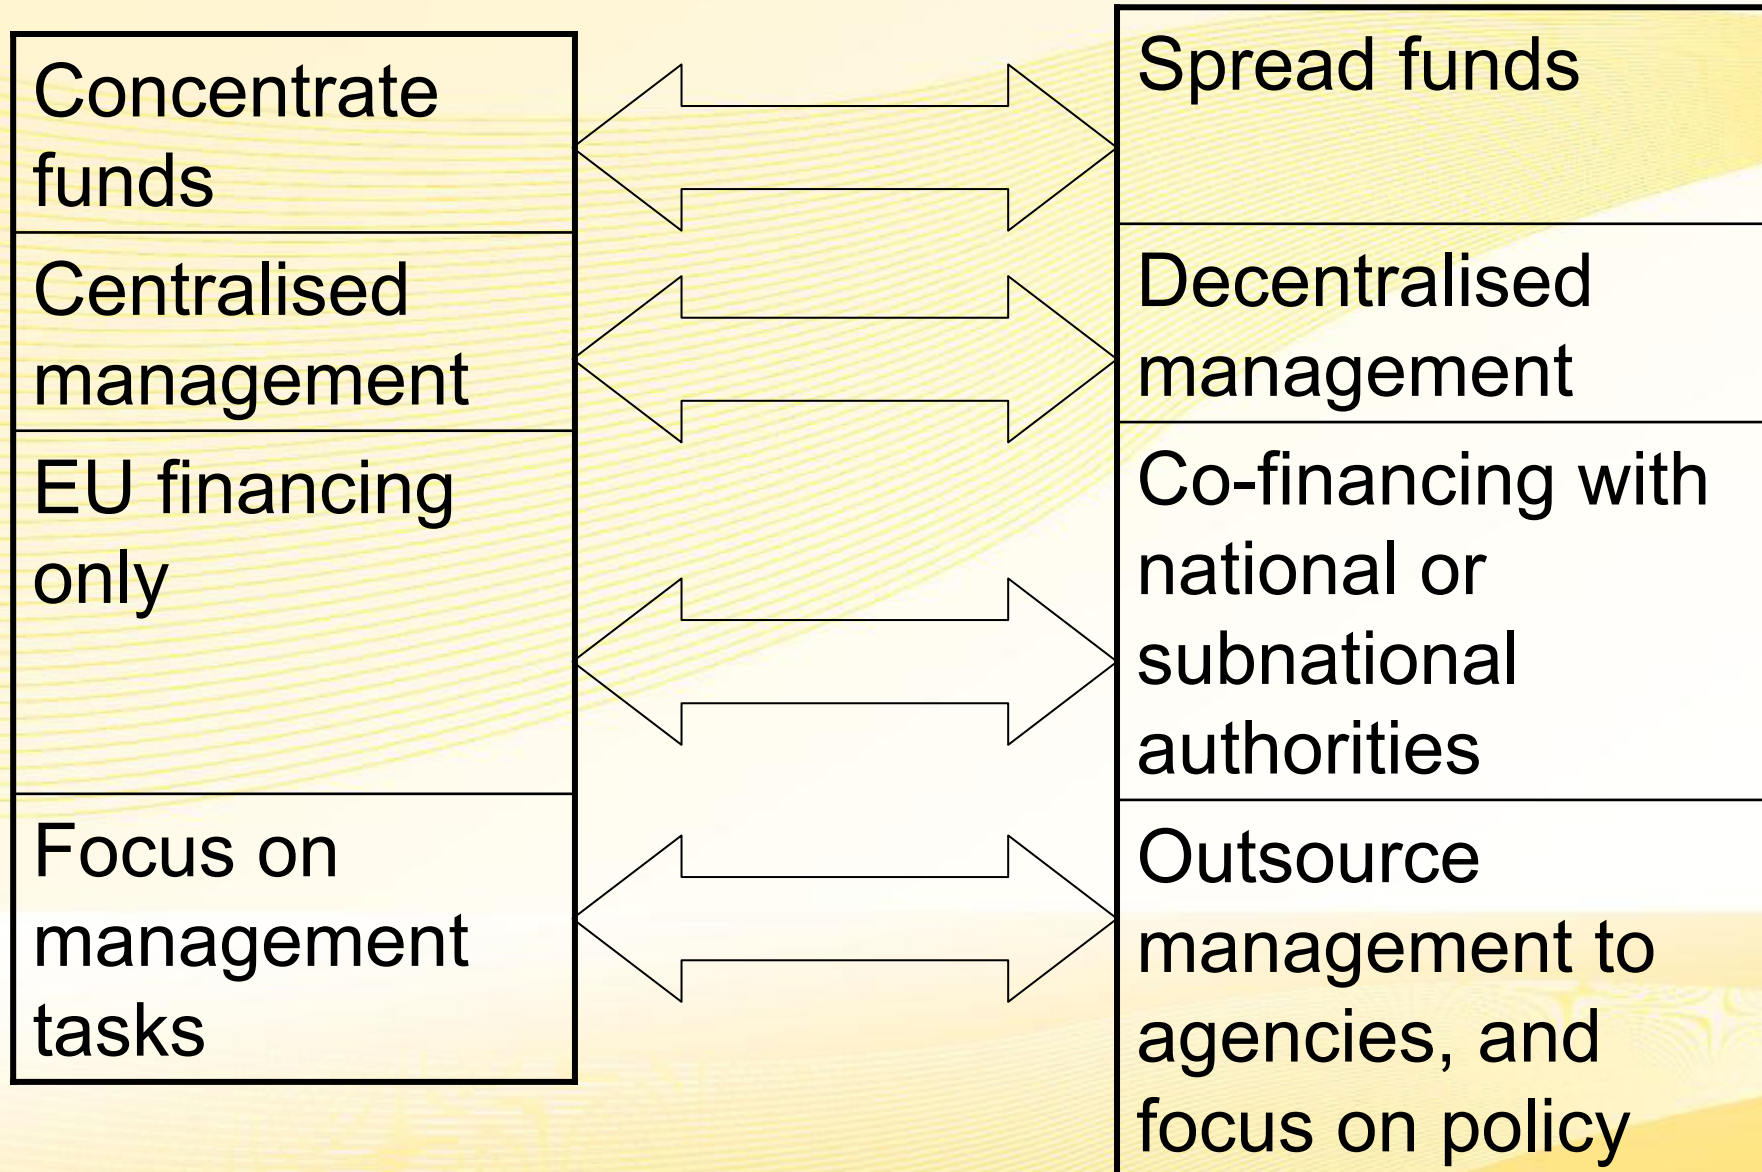 Concentrate
funds
Centralised
management
EU financing
only
Focus on
management
tasks
Spread funds
Decentralised
management
Co-financing with
national or
subnational
authorities
Outsource
management to
agencies, and
focus on policy